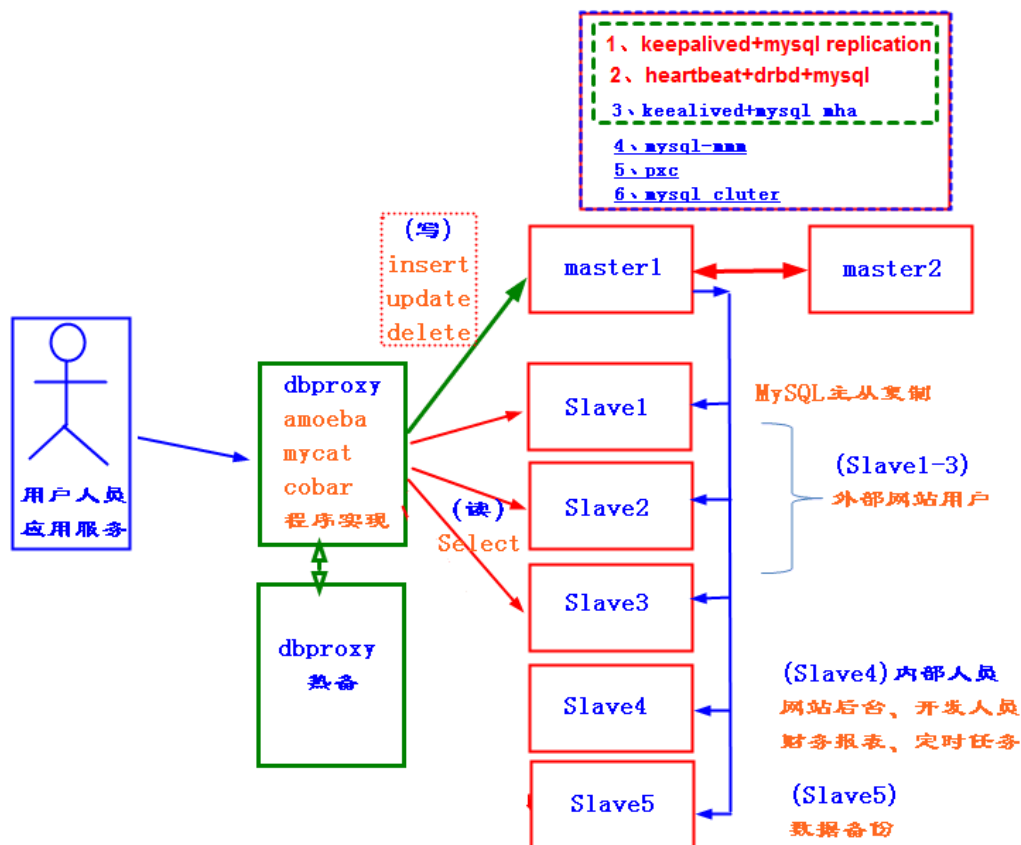 1、keepalived+mysql replication
2、heartbeat+drbd+mysql
3、keealived+mysql mha
4、mysql-mmm
5、pxc
6、mysql cluter
(写)
insert
update
delete
master1
master2
用户人员
应用服务
dbproxy
amoeba
mycat
cobar
程序实现
(读)
Select
Slave1
Slave2
Slave3
Slave4
Slave5
MySQL主从复制
(Slave1-3)
外部网站用户
dbproxy
热备
(Slave4)内部人员
网站后台、开发人员
财务报表、定时任务
(Slave5)
数据备份